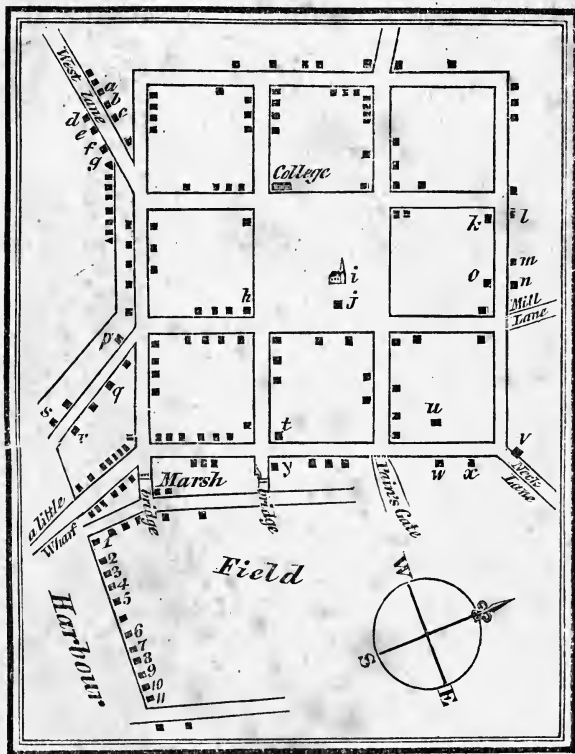 West Lane
a
b
c
d
e
f
g
College
k
l
i
j
h
m
o
n
Mill
Lane
p
q
s.
r.
u
t
v
Neck
Lane
Marsh
y
w
x
Prin's Gate
bridge
bridge
a little
Wharf
Field
Harbour
1
2
3
4
5
6
7
8
9
10
11
W
S
E